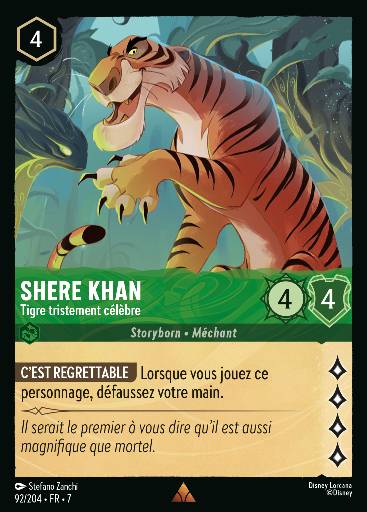 4
SHERE KHAN
Tigre tristement célèbre
4
4
Storyborn • Méchant
C'EST REGRETTABLE Lorsque vous jouez ce
personnage, défaussez votre main.
Il serait le premier à vous dire qu'il est aussi
magnifique que mortel.
Stefano Zanchi
92/204 • FR • 7
Disney Lorcana
©Disney